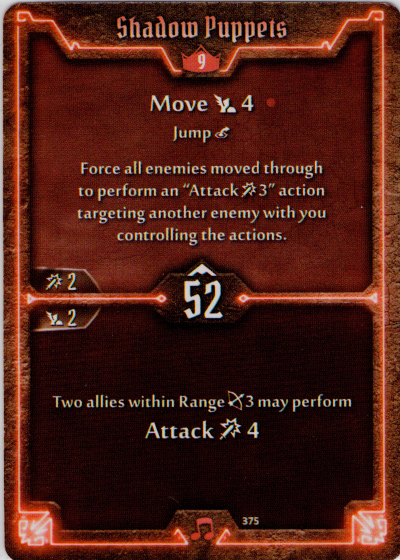 Shadow Puppets
9
Move 4
Jump
Force all enemies moved through
to perform an “Attack 3” action
targeting another enemy with you
controlling the actions.
2
52
2
Two allies within Range 3 may perform
Attack 4
375